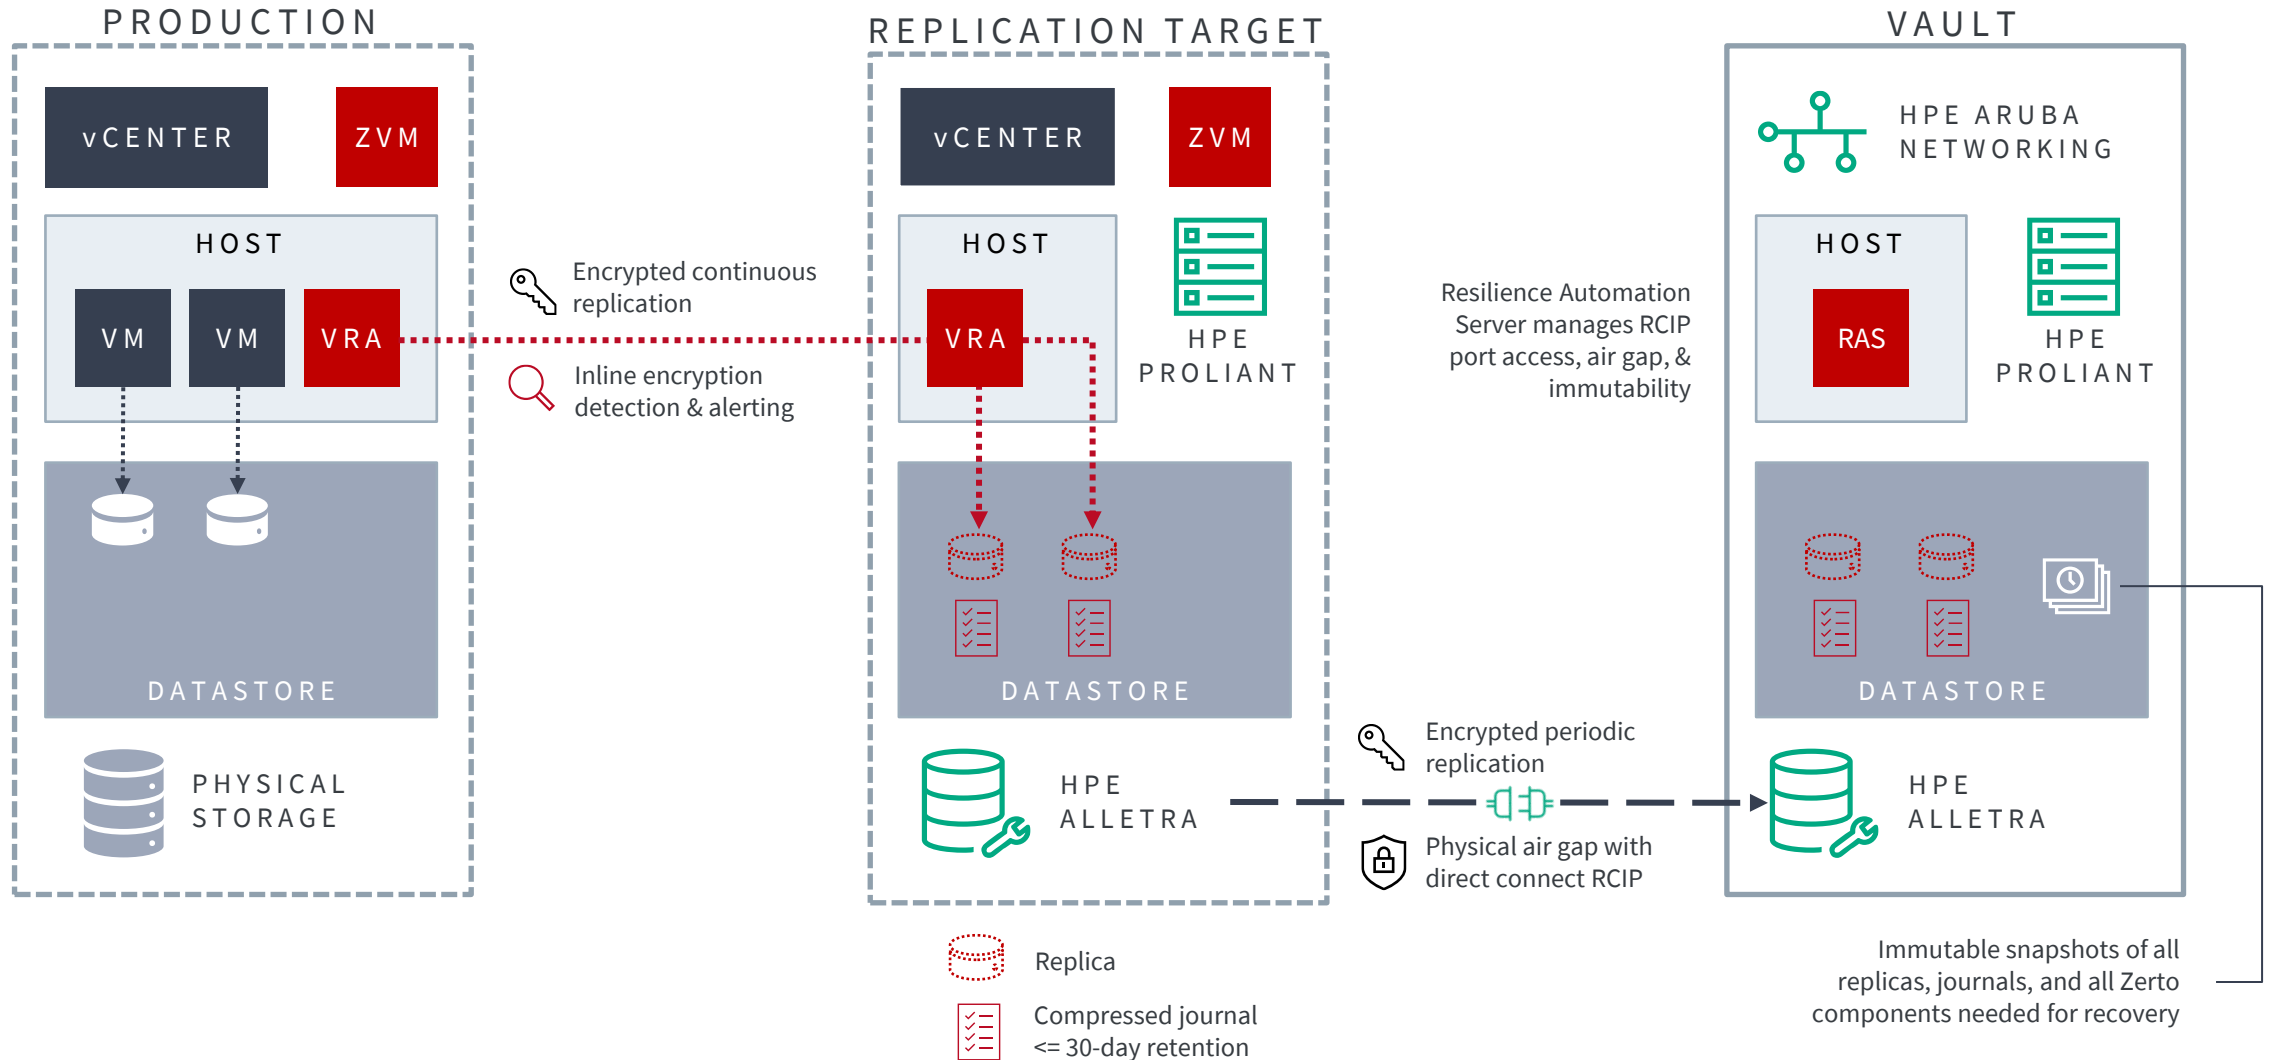 PRODUCTION
vCENTER
ZVM
HOST
VM
VM
VRA
DATASTORE
PHYSICAL
STORAGE
Encrypted continuous
replication
Inline encryption
detection & alerting
REPLICATION TARGET
vCENTER
ZVM
HOST
VRA
HPE
PROLIANT
DATASTORE
HPE
ALLETRA
Replica
Compressed journal
<= 30-day retention
Resilience Automation
Server manages RCIP
port access, air gap, &
immutability
Encrypted periodic
replication
Physical air gap with
direct connect RCIP
VAULT
HPE ARUBA
NETWORKING
HOST
RAS
HPE
PROLIANT
DATASTORE
HPE
ALLETRA
Immutable snapshots of all
replicas, journals, and all Zerto
components needed for recovery